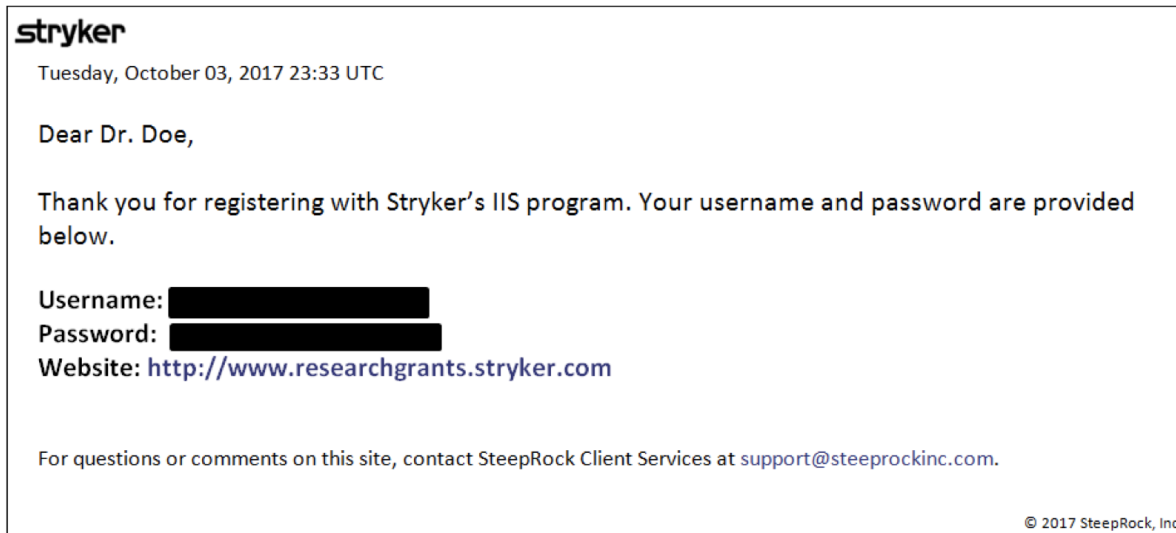 stryker
Tuesday, October 03, 2017 23:33 UTC
Dear Dr. Doe,
Thank you for registering with Stryker’s IIS program. Your username and password are provided
below.
Username:
Password:
Website: http://www.researchgrants.stryker.com
For questions or comments on this site, contact SteepRock Client Services at support@steeprockinc.com.
© 2017 SteepRock, Inc